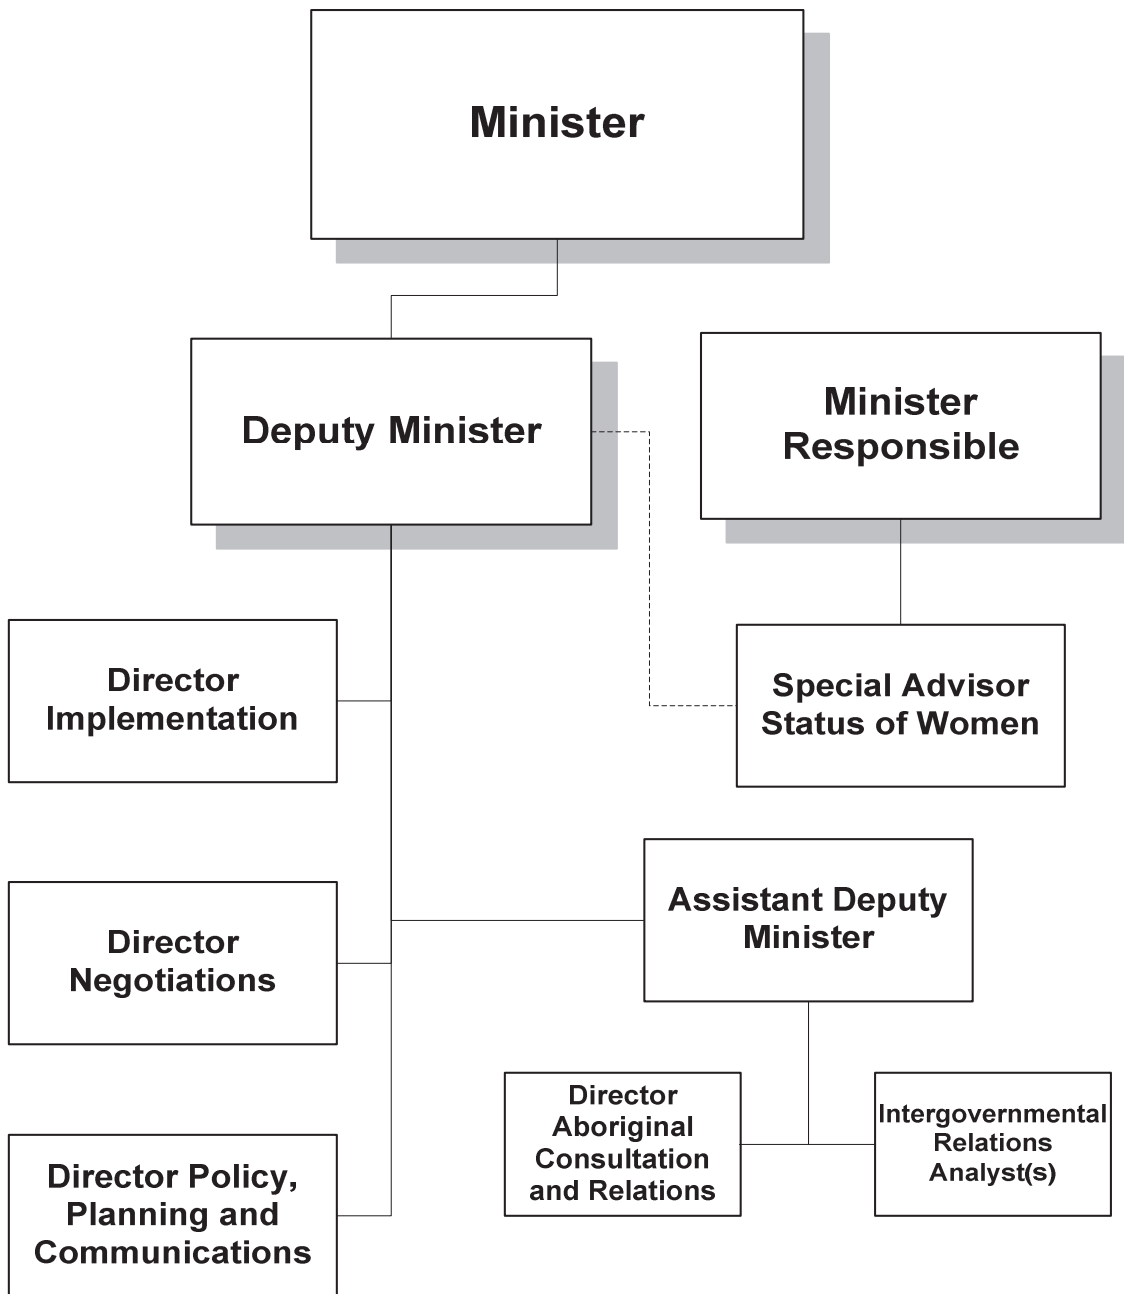 Minister
Deputy Minister
Minister
Responsible
Director
Implementation
Special Advisor
Status of Women
Assistant Deputy
Minister
Director
Negotiations
Director
Aboriginal
Consultation
and Relations
Intergovernmental
Relations
Analyst(s)
Director Policy,
Planning and
Communications